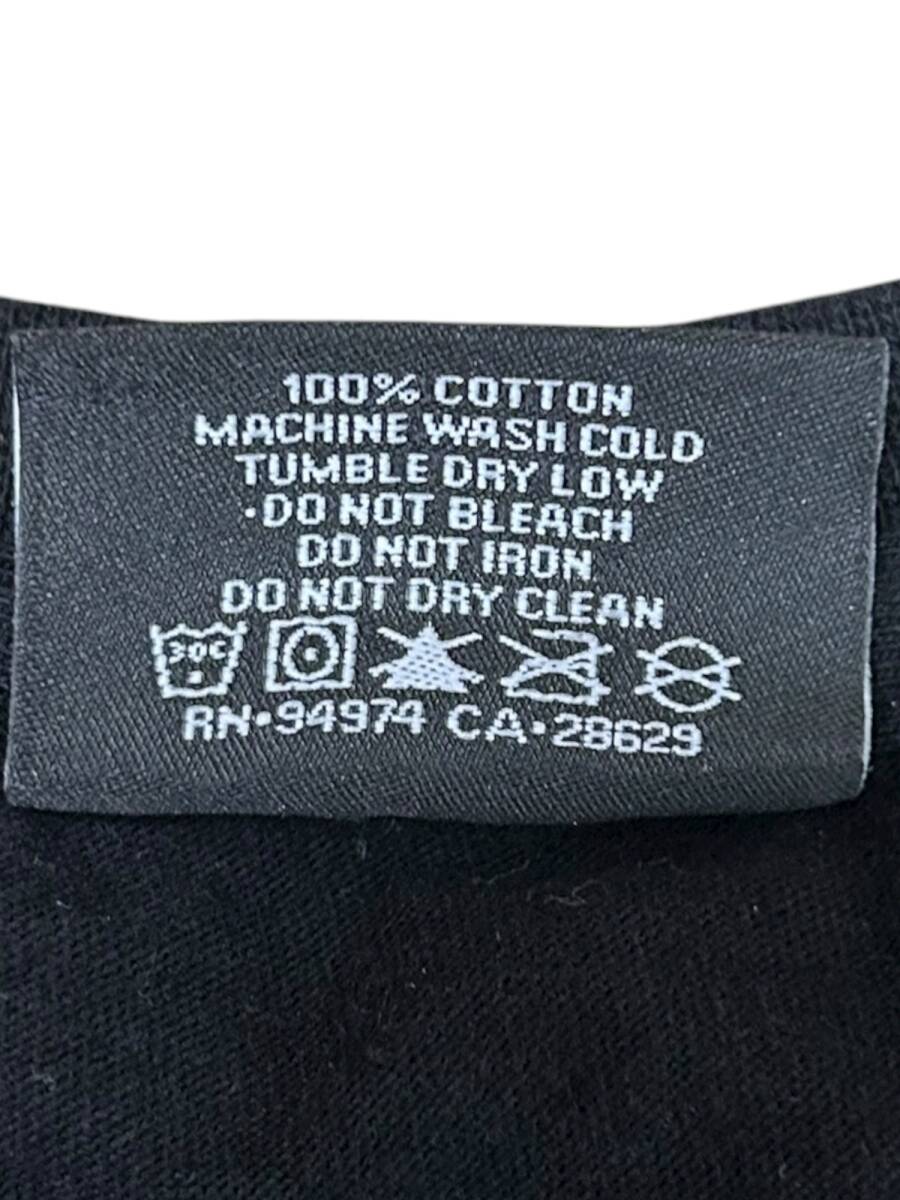 100% COTTON
MACHINE WASH COLD
TUMBLE DRY LOW
·DO NOT BLEACH
DO NOT IRON
DO NOT DRY CLEAN
30C
RN·94974 CA·28629